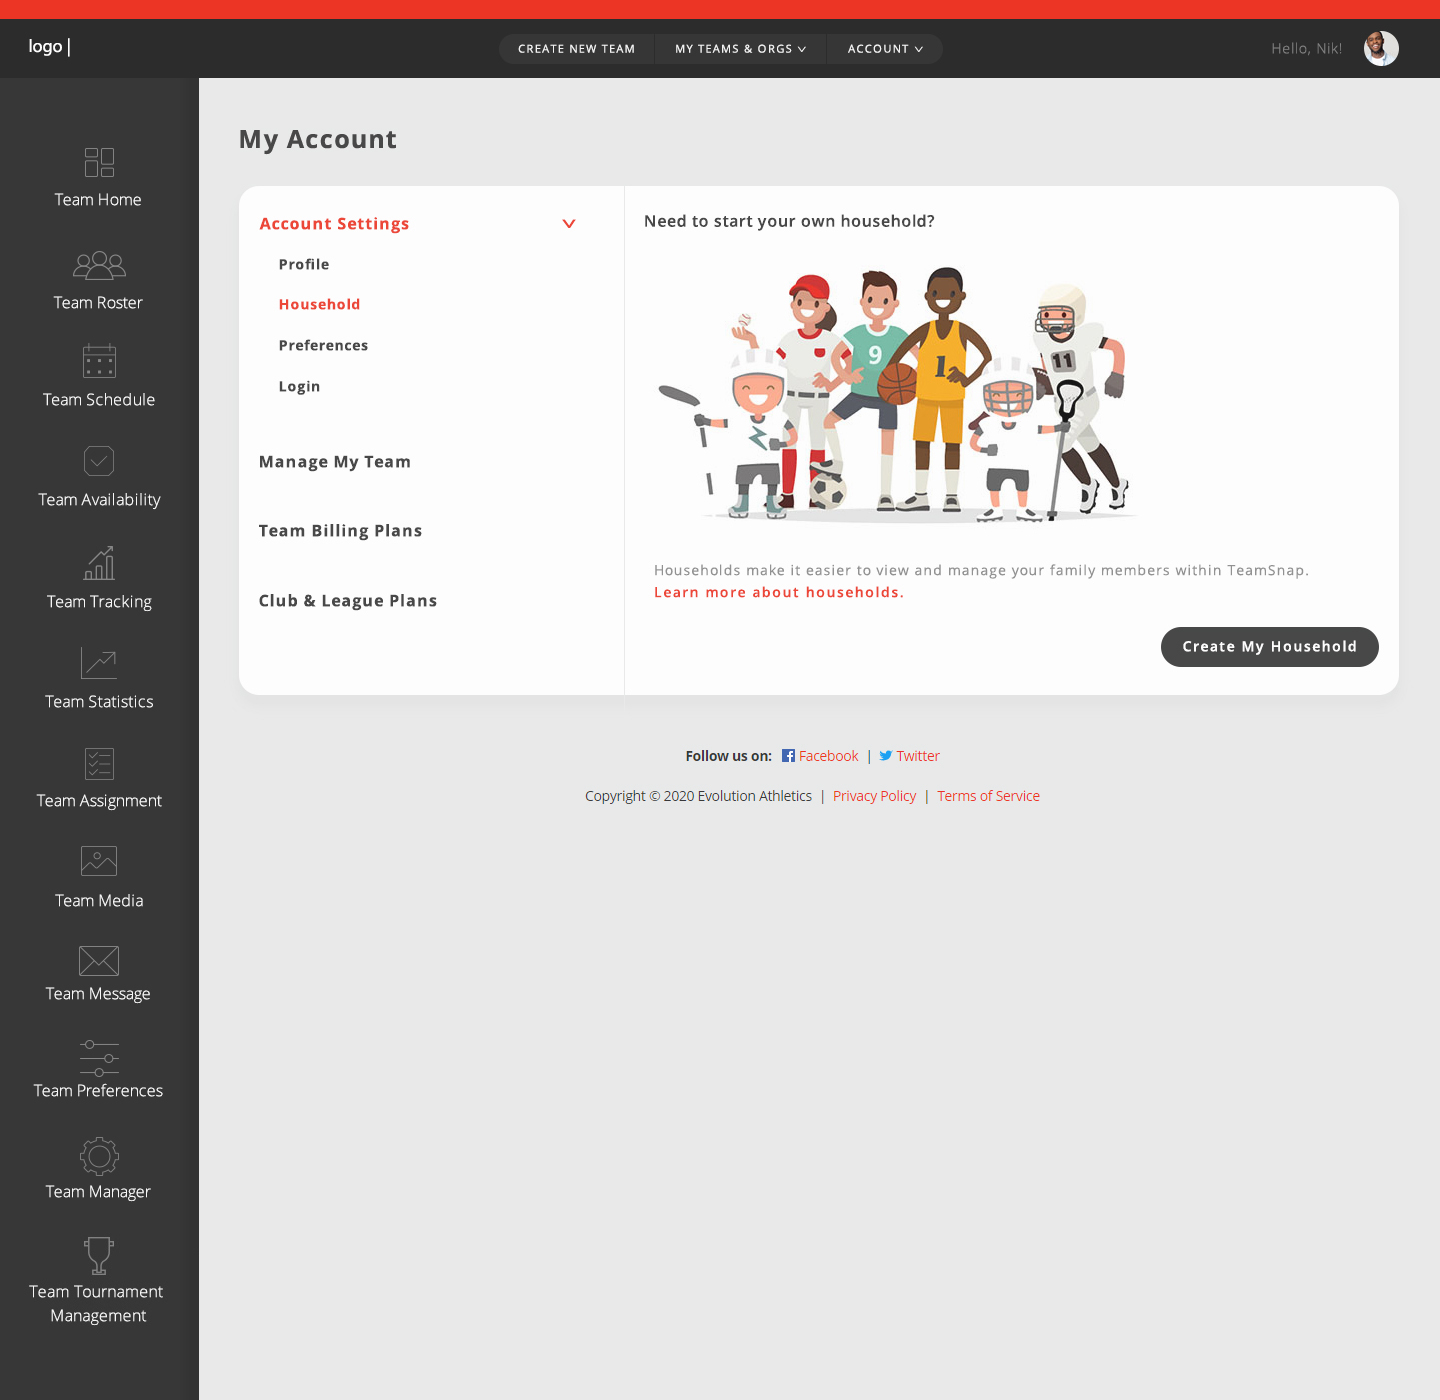 logo |
CREATE NEW TEAM
MY TEAMS & ORGS
ACCOUNT
Hello, Nik!
Team Home
Team Roster
Team Schedule
Team Availability
Team Tracking
Team Statistics
Team Assignment
Team Media
Team Message
Team Preferences
Team Manager
Team Tournament
Management
My Account
Account Settings
Profile
Household
Preferences
Login
Manage My Team
Team Billing Plans
Club & League Plans
Need to start your own household?
9
1
11
Households make it easier to view and manage your family members within TeamSnap.
Learn more about households.
Create My Household
Follow us on: Facebook | Twitter
Copyright © 2020 Evolution Athletics | Privacy Policy | Terms of Service